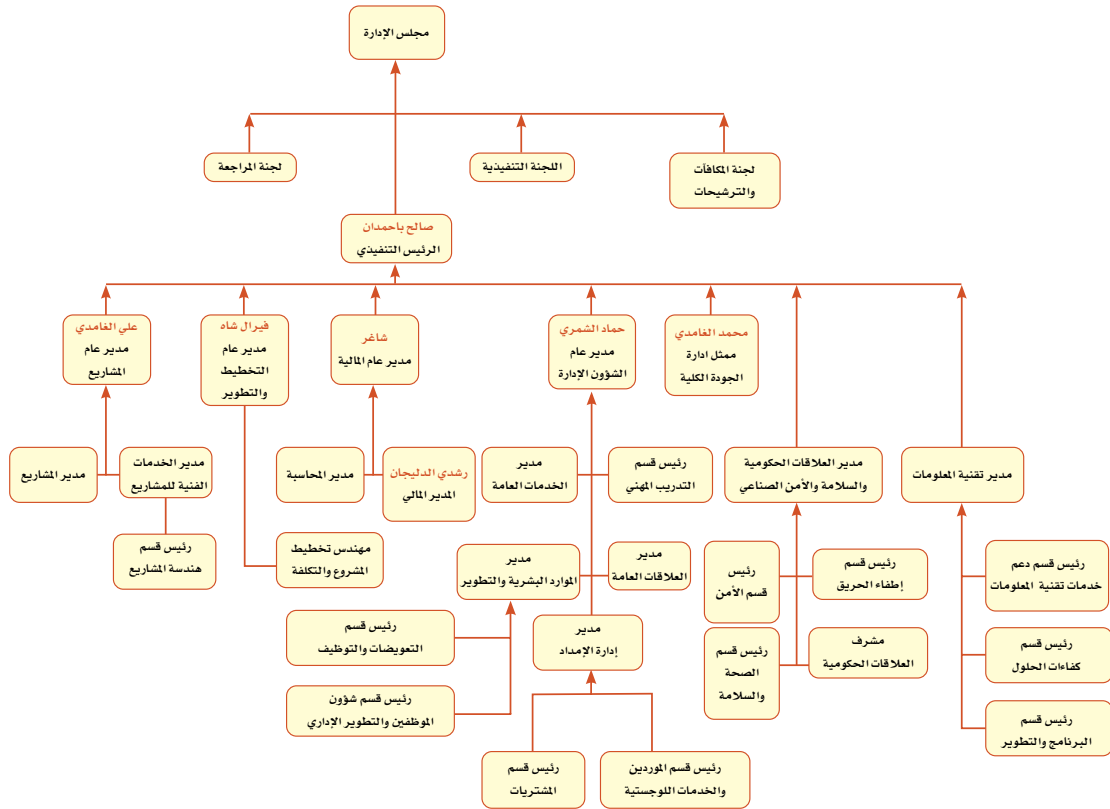 مجلس الإدارة
لجنة المكافآت
والترشيحات
اللجنة التنفيذية
لجنة المراجعة
صالح باحمدان
الرئيس التنفيذي
محمد الغامدي
ممثل ادارة
الجودة الكلية
حماد الشمري
مدير عام
الشؤون الإدارة
شاغر
مدير عام المالية
فيرال شاه
مدير عام
التخطيط
والتطوير
علي الغامدي
مدير عام
المشاريع
مدير تقنية المعلومات
مدير العلاقات الحكومية
والسلامة والأمن الصناعي
رئيس قسم
التدريب المهني
مدير
الخدمات العامة
رشدي الدليجان
المدير المالي
مدير المحاسبة
مدير الخدمات
الفنية للمشاريع
مدير المشاريع
رئيس قسم دعم
خدمات تقنية المعلومات
رئيس قسم
إطفاء الحريق
رئيس
قسم الأمن
مدير
العلاقات العامة
مدير
الموارد البشرية والتطوير
مهندس تخطيط
المشروع والتكلفة
رئيس قسم
هندسة المشاريع
رئيس قسم
كفاءات الحلول
مشرف
العلاقات الحكومية
رئيس قسم
الصحة
والسلامة
مدير
إدارة الإمداد
رئيس قسم
التعويضات والتوظيف
رئيس قسم
البرنامج والتطوير
رئيس قسم شؤون
الموظفين والتطوير الإداري
رئيس قسم الموردين
والخدمات اللوجستية
رئيس قسم
المشتريات